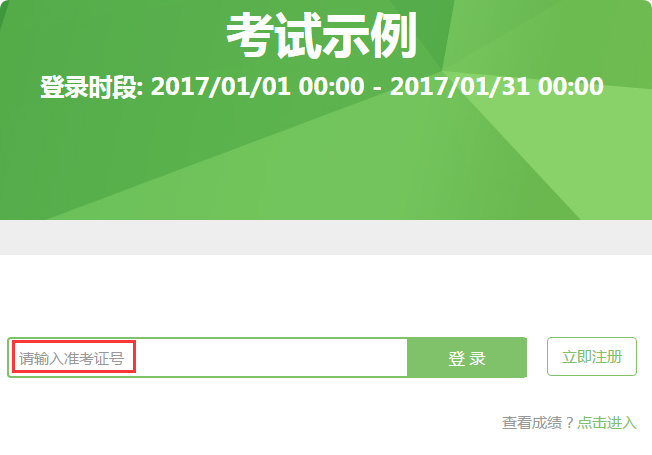 考试示例
登录时段: 2017/01/01 00:00 - 2017/01/31 00:00
请输入准考证号
登 录
立即注册
查看成绩？点击进入